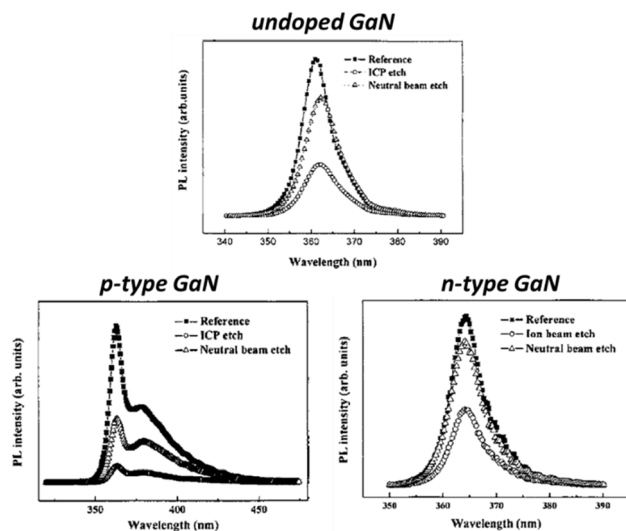 undoped GaN
PL intensity (arb.units)
Reference
ICP etch
Neutral beam etch
340 350 360 370 380 390
Wavelength (nm)
p-type GaN
PL intensity (arb. units)
Reference
ICP etch
Neutral beam etch
350 400 450
Wavelength (nm)
n-type GaN
PL intensity (arb. units)
Reference
Ion beam etch
Neutral beam etch
350 360 370 380 390
Wavelength (nm)